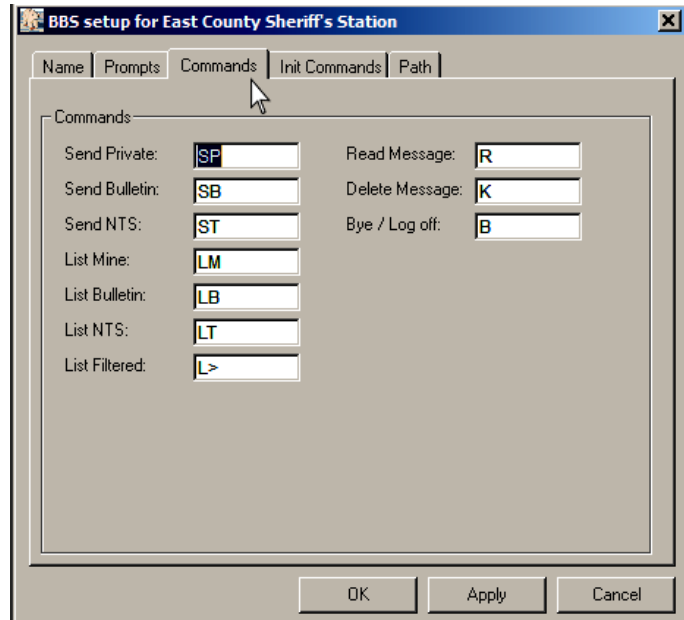 BBS setup for East County Sheriff's Station
Name Prompts Commands Init Commands Path
Commands
Send Private: SP Read Message: R
Send Bulletin: SB Delete Message: K
Send NTS: ST Bye / Log off: B
List Mine: LM
List Bulletin: LB
List NTS: LT
List Filtered: L>
OK Apply Cancel